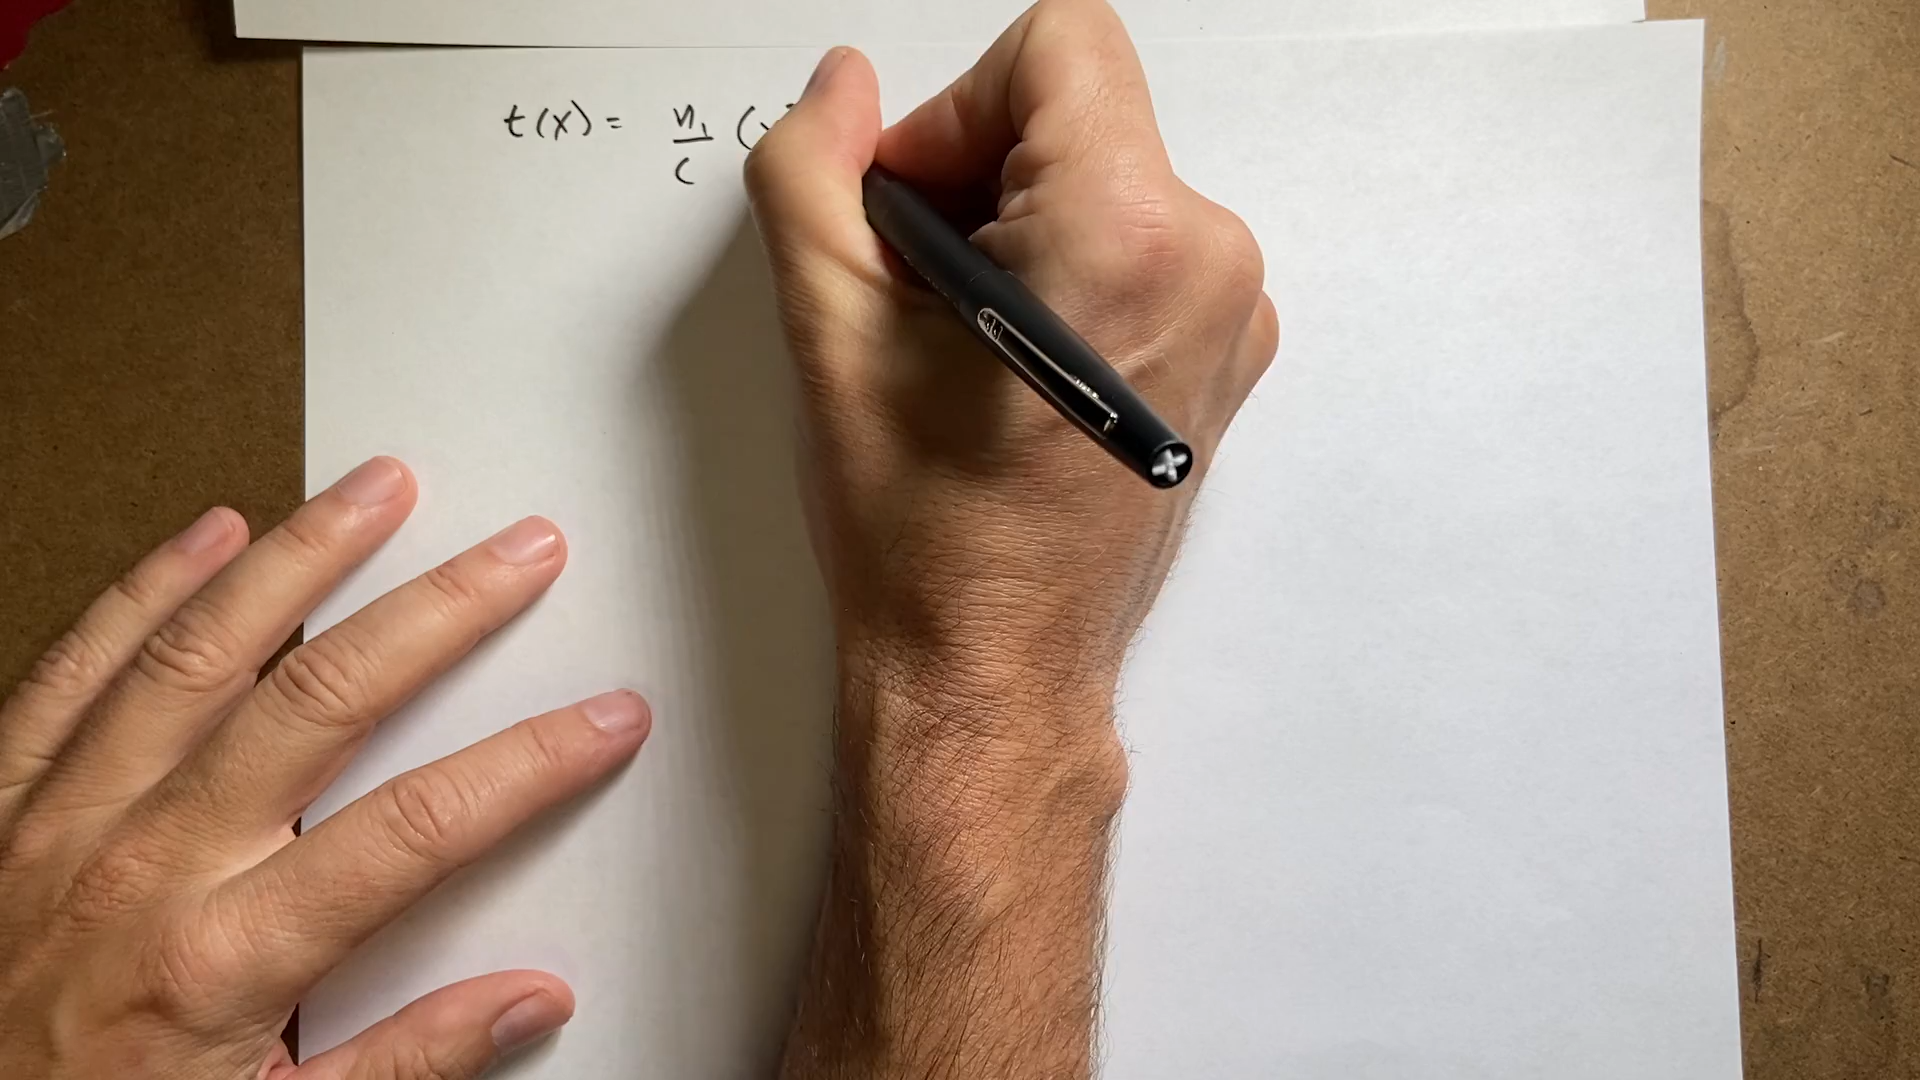 t(x) = n₁/c (x